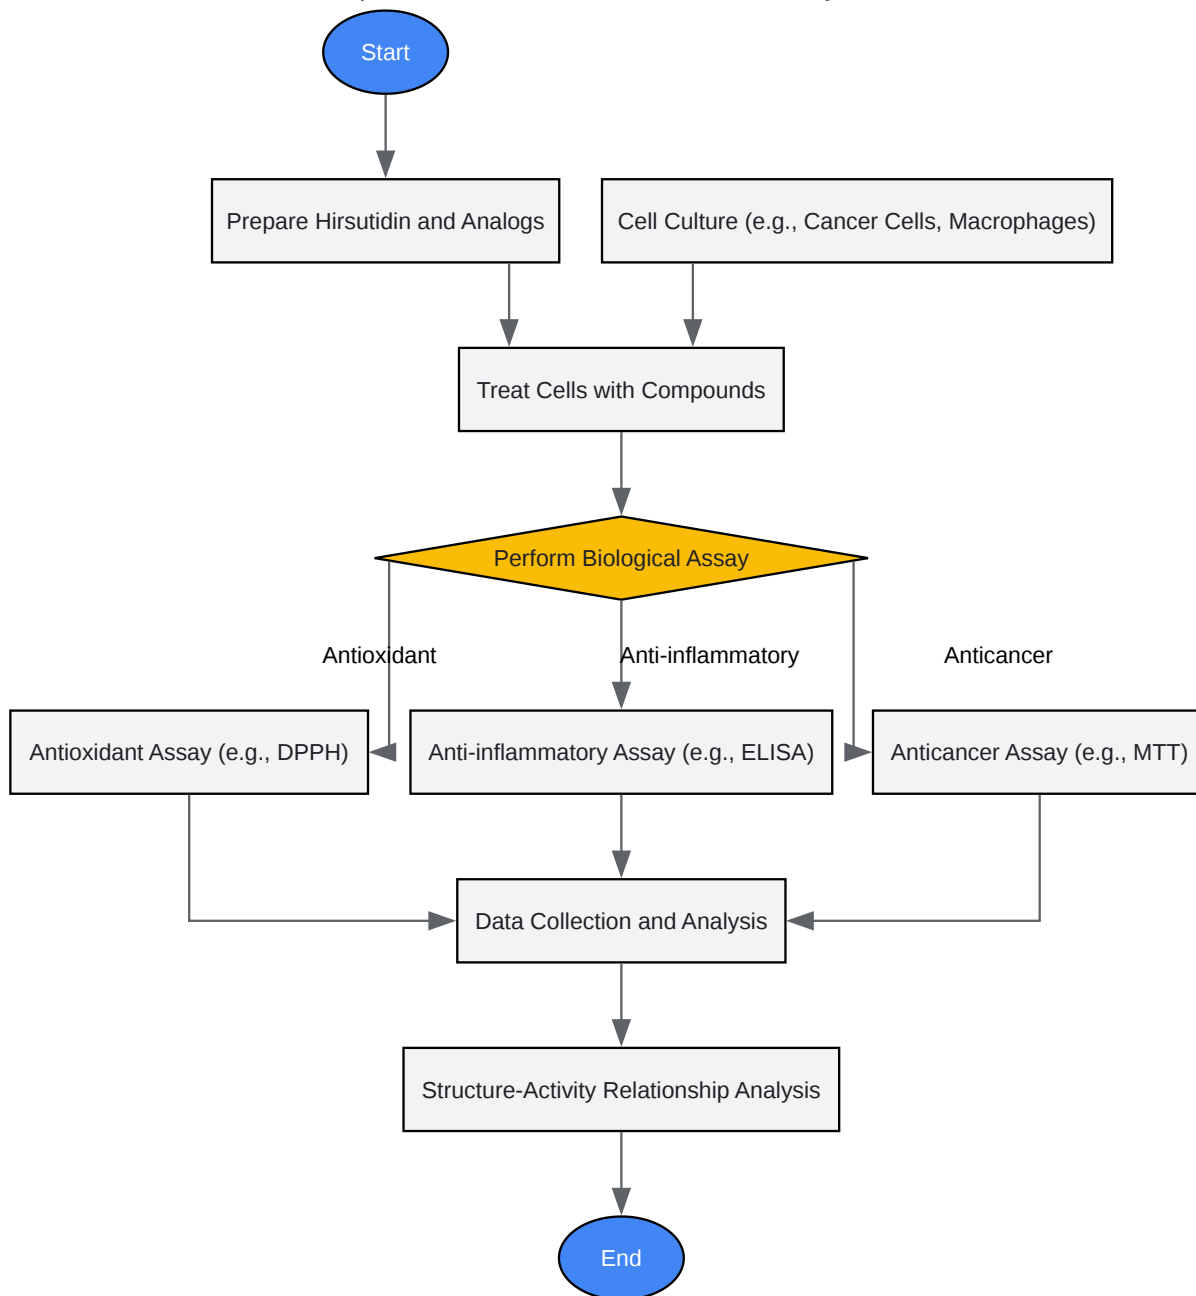 Start
Prepare Hirsutidin and Analogs
Cell Culture (e.g., Cancer Cells, Macrophages)
Treat Cells with Compounds
Perform Biological Assay
Antioxidant
Anti-inflammatory
Anticancer
Antioxidant Assay (e.g., DPPH)
Anti-inflammatory Assay (e.g., ELISA)
Anticancer Assay (e.g., MTT)
Data Collection and Analysis
Structure-Activity Relationship Analysis
End